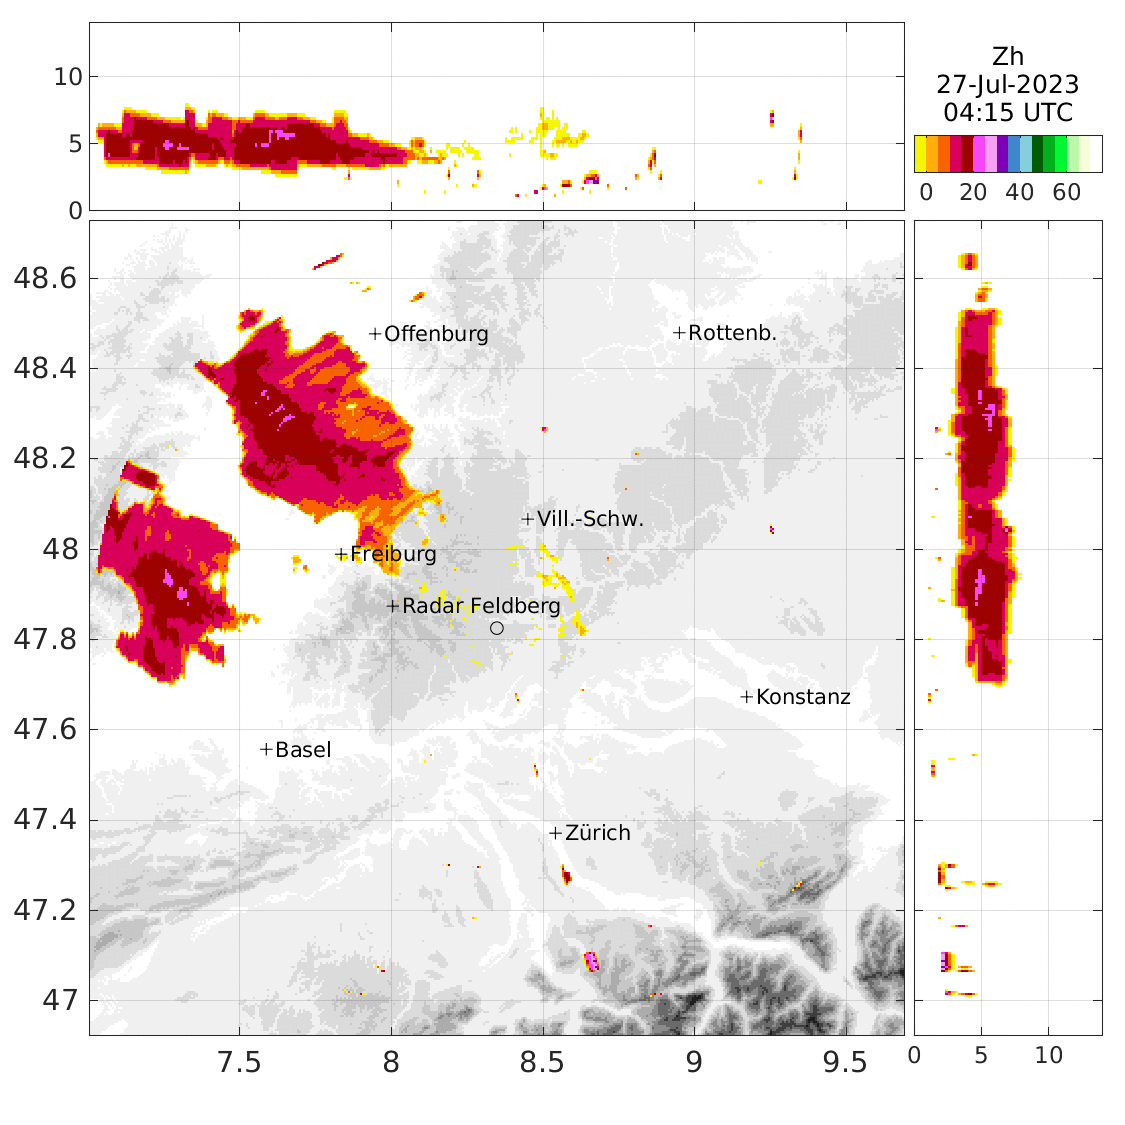 10
5
0
Zh
27-Jul-2023
04:15 UTC
0 20 40 60
48.6
48.4
48.2
48
47.8
47.6
47.4
47.2
47
+Offenburg
+Rottenb.
+Vill.-Schw.
+Freiburg
+Radar Feldberg
+Konstanz
+Basel
+Zürich
7.5 8 8.5 9 9.5
0 5 10